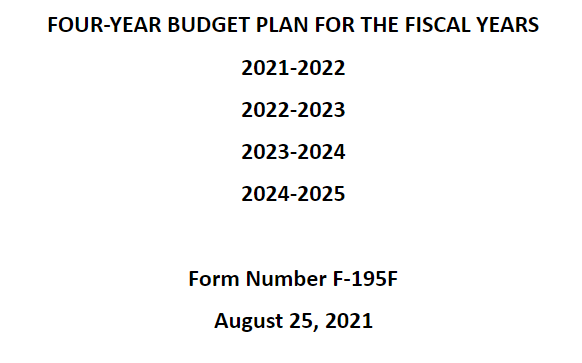 FOUR-YEAR BUDGET PLAN FOR THE FISCAL YEARS
2021-2022
2022-2023
2023-2024
2024-2025
Form Number F-195F
August 25, 2021